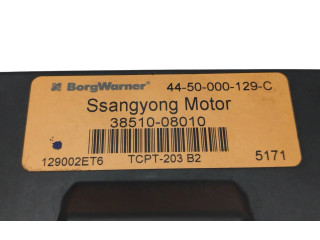 BorgWarner 44-50-000-129-C
Ssangyong Motor
38510-08010
129002ET6 TCPT-203 B2 5171